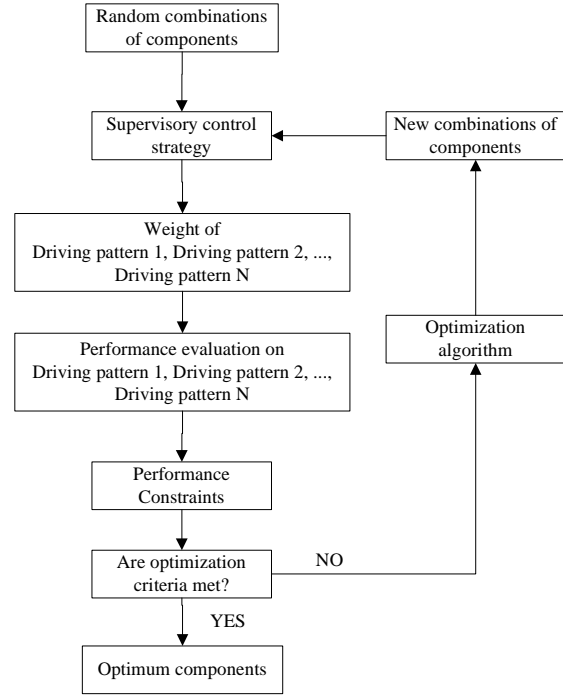 Random combinations
of components
Supervisory control
strategy
New combinations of
components
Weight of
Driving pattern 1, Driving pattern 2, ...,
Driving pattern N
Performance evaluation on
Driving pattern 1, Driving pattern 2, ...,
Driving pattern N
Optimization
algorithm
Performance
Constraints
Are optimization
criteria met?
NO
YES
Optimum components